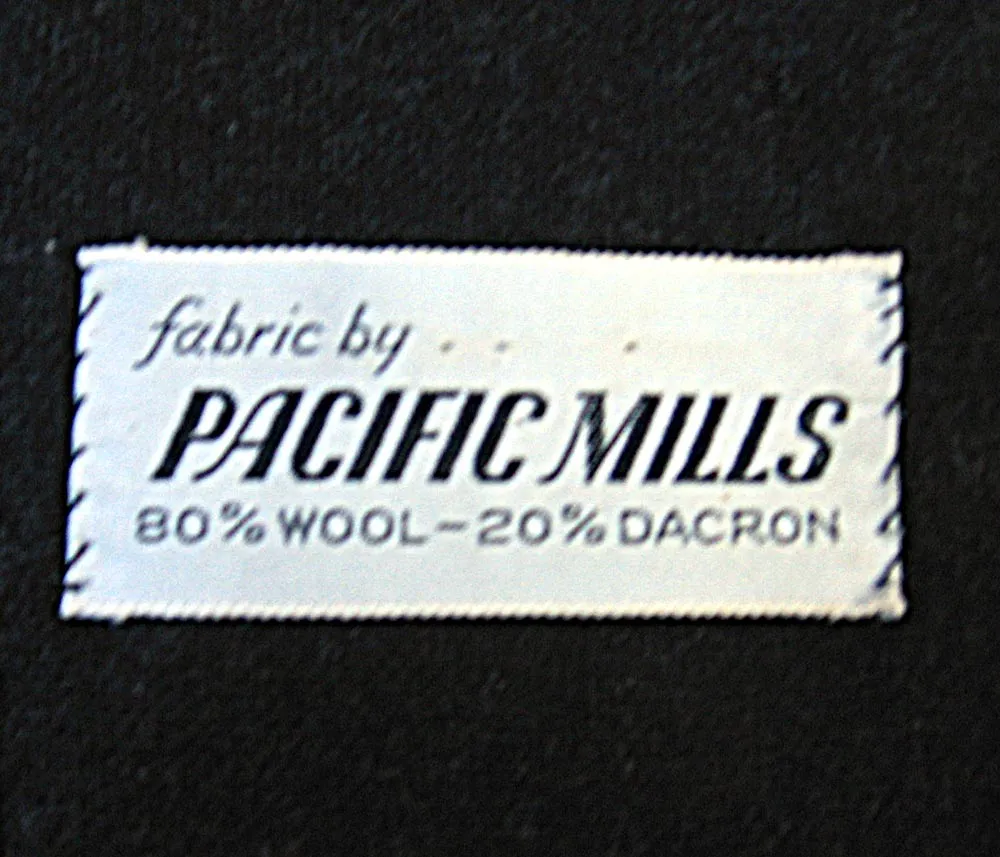 fabric by
PACIFIC MILLS
80% WOOL-20% DACRON